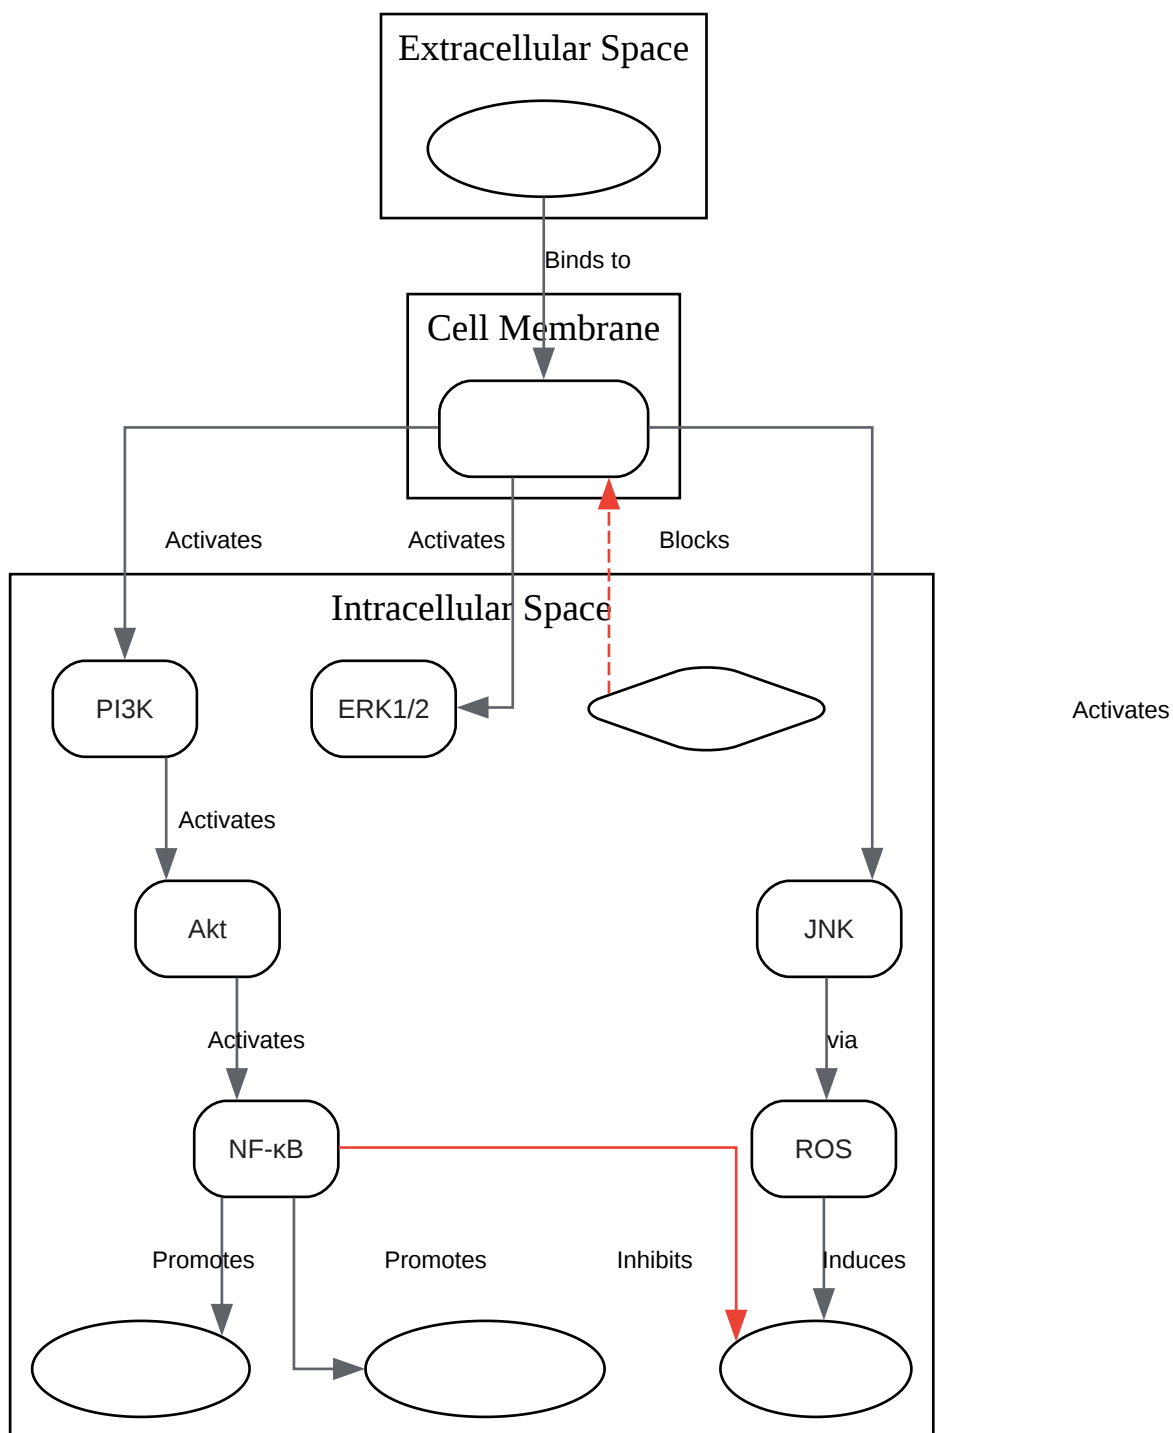 Extracellular Space
Binds to
Cell Membrane
Activates
Activates
Blocks
Intracellular Space
PI3K
ERK1/2
Activates
Activates
Akt
JNK
Activates
via
NF-κB
ROS
Promotes
Promotes
Inhibits
Induces